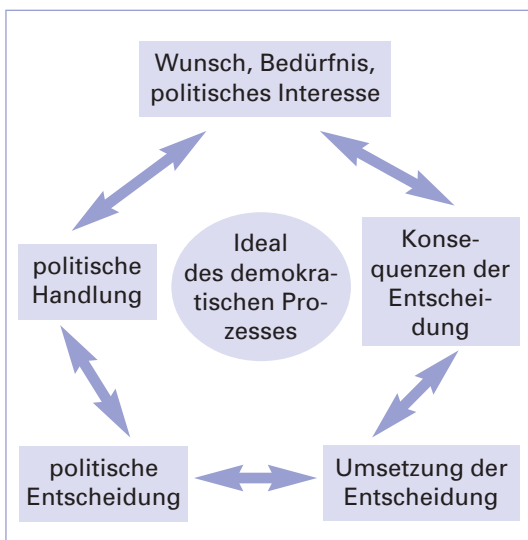 Wunsch, Bedürfnis,
politisches Interesse
politische
Handlung
Ideal
des demokra-
tischen Pro-
zesses
Konse-
quenzen der
Entschei-
dung
politische
Entscheidung
Umsetzung der
Entscheidung